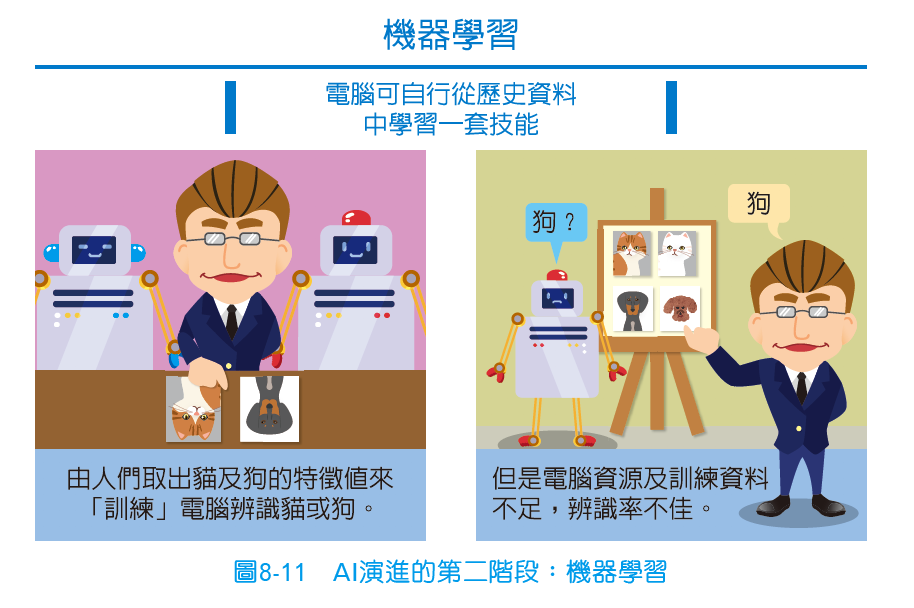 機器學習
電腦可自行從歷史資料
中學習一套技能
狗？
狗
由人們取出貓及狗的特徵值來
「訓練」電腦辨識貓或狗。
但是電腦資源及訓練資料
不足，辨識率不佳。
圖8-11　AI演進的第二階段：機器學習